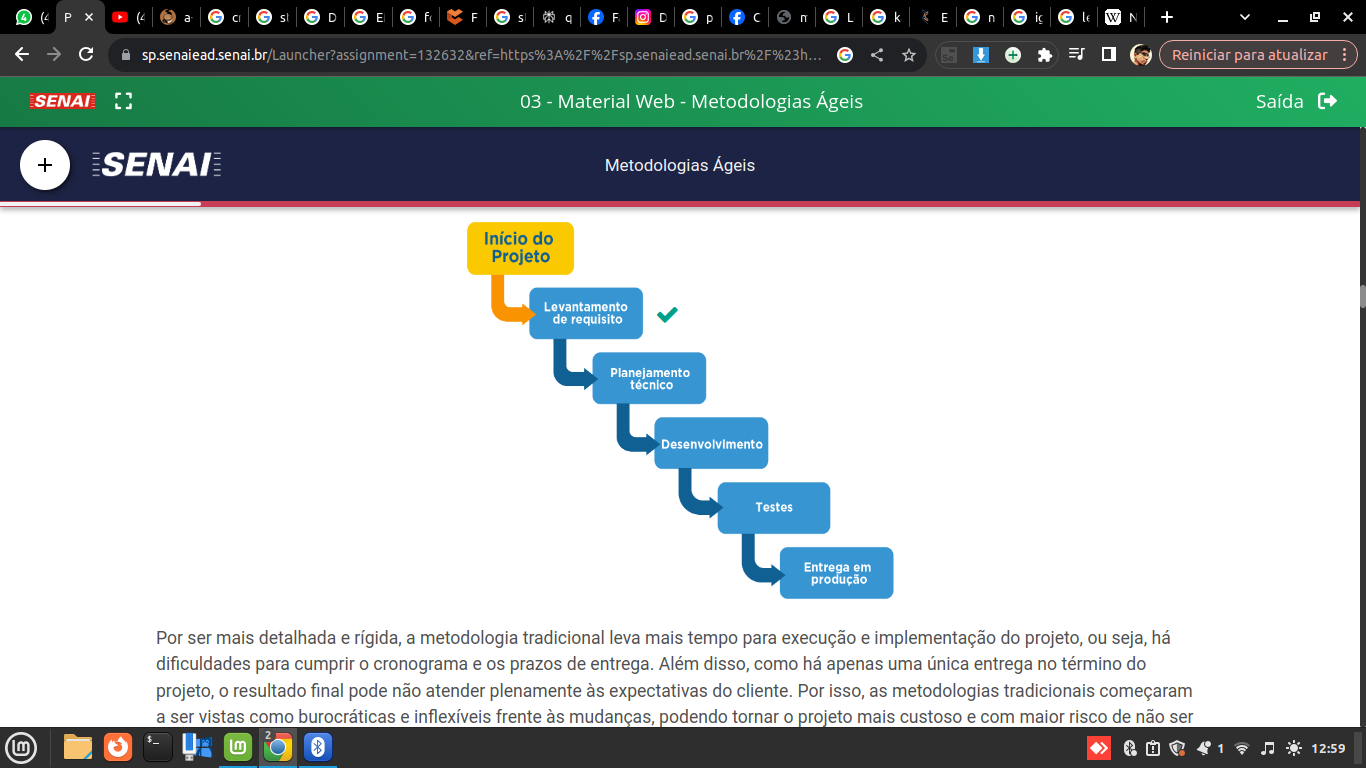 (4
P
(4
a
cr
sl
D
El
fo
F
sl
q
Fa
D
p
C
m
L
k
E
n
ig
le
N
sp.senaiead.senai.br/Launcher?assignment=132632&ref=https%3A%2F%2Fsp.senaiead.senai.br%2F%23h...
Reiniciar para atualizar
SENAI
03 - Material Web - Metodologias Ágeis
Saída
SENAI
Metodologias Ágeis
Início do
Projeto
Levantamento
de requisito
Planejamento
técnico
Desenvolvimento
Testes
Entrega em
produção
Por ser mais detalhada e rígida, a metodologia tradicional leva mais tempo para execução e implementação do projeto, ou seja, há
dificuldades para cumprir o cronograma e os prazos de entrega. Além disso, como há apenas uma única entrega no término do
projeto, o resultado final pode não atender plenamente às expectativas do cliente. Por isso, as metodologias tradicionais começaram
a ser vistas como burocráticas e inflexíveis frente às mudanças, podendo tornar o projeto mais custoso e com maior risco de não ser
2
1
12:59